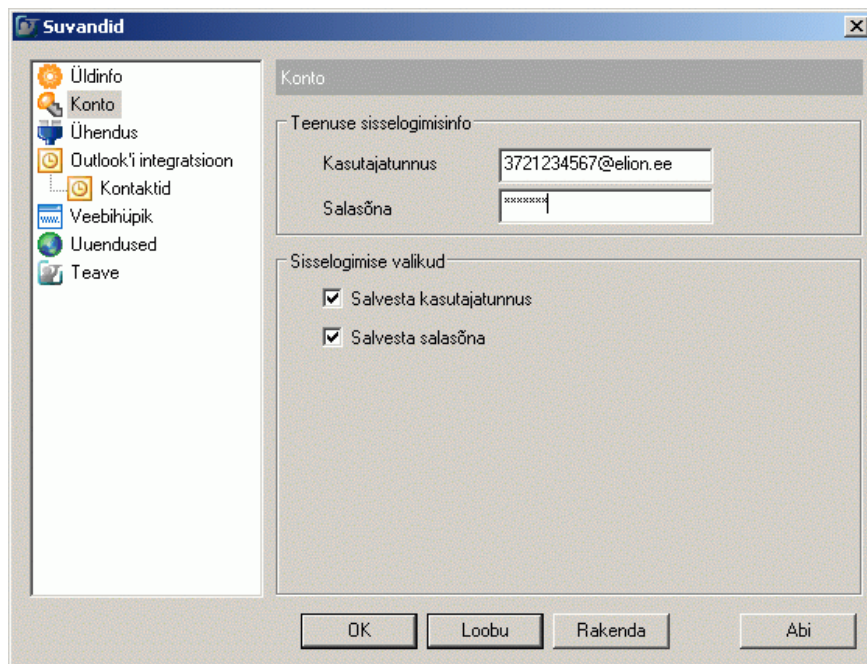 Suvandid
Üldinfo
Konto
Ühendus
Outlook'i integratsioon
Kontaktid
Veebihüpik
Uuendused
Teave
Konto
Teenuse sisselogimisinfo
Kasutajatunnus 3721234567@elion.ee
Salasõna xxxxxxx
Sisselogimise valikud
Salvesta kasutajatunnus
Salvesta salasõna
OK Loobu Rakenda Abi